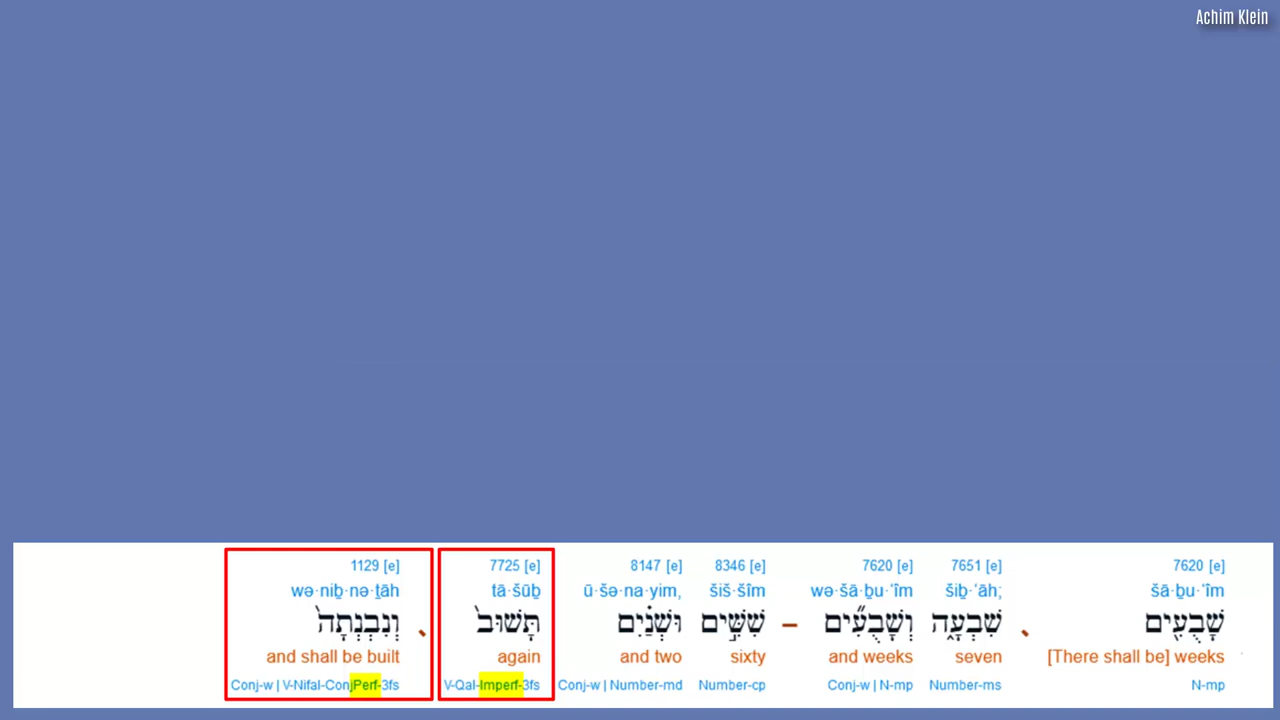 Achim Klein
7620 [e] 7651 [e] 7620 [e] 8346 [e] 8147 [e] 7725 [e] 1129 [e]
šā·ḇu·‘îm šiḇ·‘āh; wə·šā·ḇu·‘îm šiš·šîm ū·šə·na·yim, tā·šūḇ wə·niḇ·nə·ṯāh
שָׁבֻעִ֖ים ׳ שִׁבְעָ֑ה וְשָׁבֻעִ֞ים – שִׁשִּׁ֣ים וּשְׁנַ֗יִם תָּשׁוּב֙ ׳ וְנִבְנְתָה֙
[There shall be] weeks seven and weeks sixty and two again and shall be built
N-mp Number-ms Conj-w | N-mp Number-cp Conj-w | Number-md V-Qal-Imperf-3fs Conj-w | V-Nifal-ConjPerf-3fs